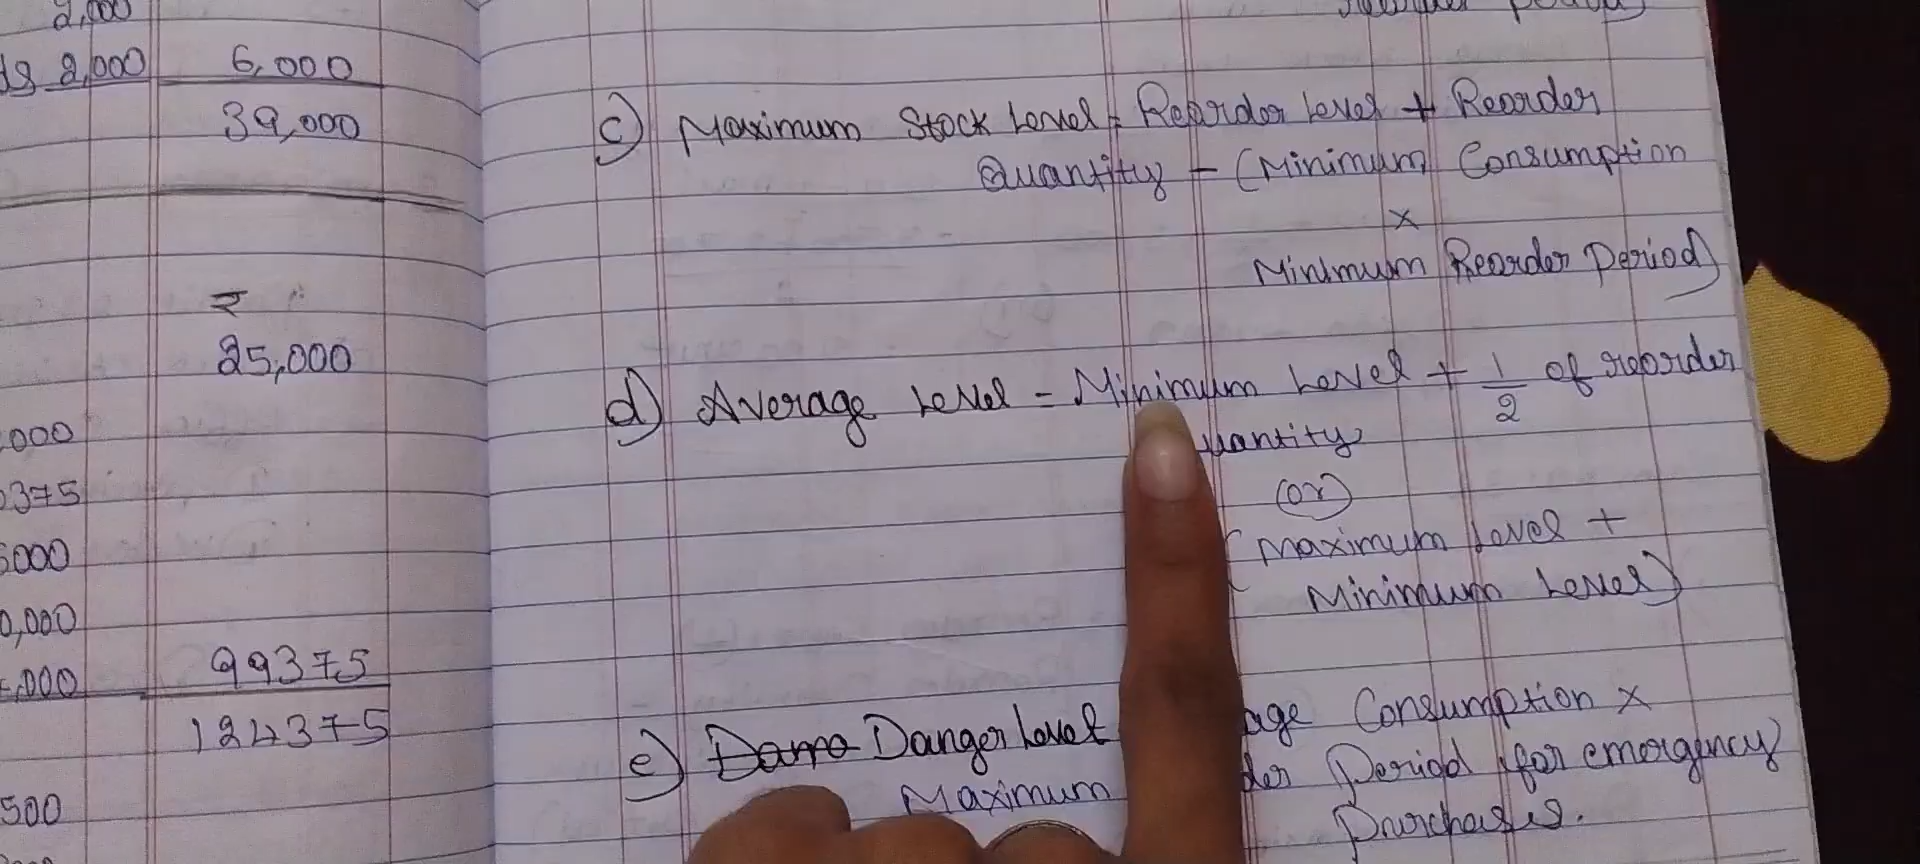 2,000
2,000 6,000
39,000
₹
25,000
000
375
000
0,000
,000 99375
124375
500
c) Maximum Stock Level = Reorder Level + Reorder
Quantity - (Minimum Consumption
×
Minimum Reorder Period)
d) Average Level = Minimum Level + 1/2 of reorder
uantity
(or)
(Maximum Level +
Minimum Level)
e) Danger Level age Consumption ×
Maximum der Period for emergency
Purchases.